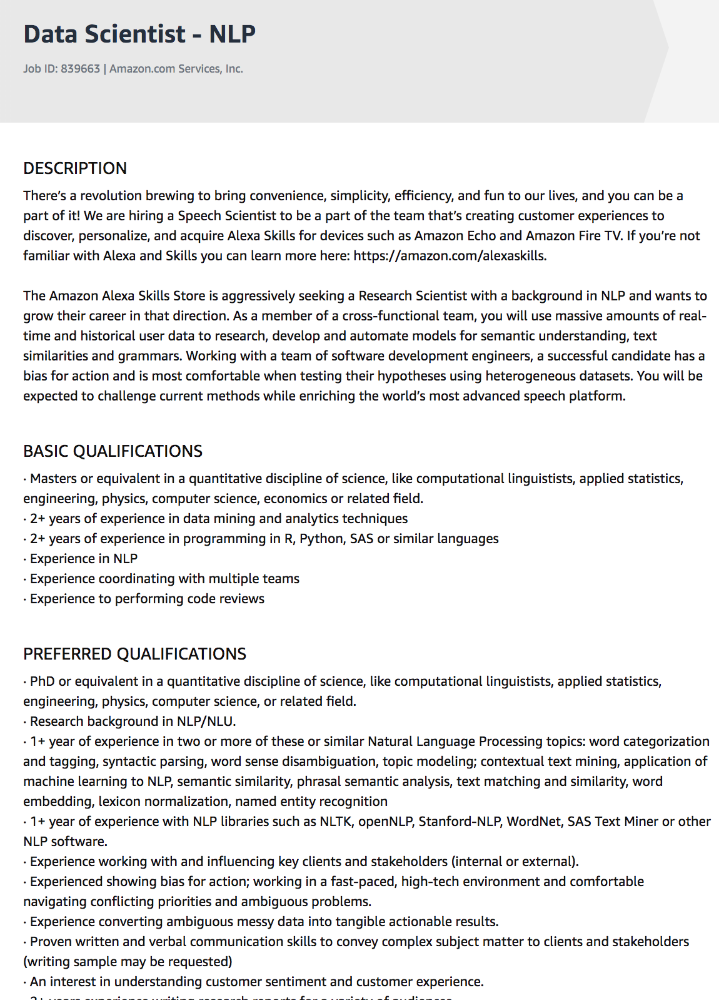 Data Scientist - NLP
Job ID: 839663 | Amazon.com Services, Inc.
DESCRIPTION
There’s a revolution brewing to bring convenience, simplicity, efficiency, and fun to our lives, and you can be a
part of it! We are hiring a Speech Scientist to be a part of the team that’s creating customer experiences to
discover, personalize, and acquire Alexa Skills for devices such as Amazon Echo and Amazon Fire TV. If you’re not
familiar with Alexa and Skills you can learn more here: https://amazon.com/alexaskills.
The Amazon Alexa Skills Store is aggressively seeking a Research Scientist with a background in NLP and wants to
grow their career in that direction. As a member of a cross-functional team, you will use massive amounts of real-
time and historical user data to research, develop and automate models for semantic understanding, text
similarities and grammars. Working with a team of software development engineers, a successful candidate has a
bias for action and is most comfortable when testing their hypotheses using heterogeneous datasets. You will be
expected to challenge current methods while enriching the world’s most advanced speech platform.
BASIC QUALIFICATIONS
· Masters or equivalent in a quantitative discipline of science, like computational linguistists, applied statistics,
engineering, physics, computer science, economics or related field.
· 2+ years of experience in data mining and analytics techniques
· 2+ years of experience in programming in R, Python, SAS or similar languages
· Experience in NLP
· Experience coordinating with multiple teams
· Experience to performing code reviews
PREFERRED QUALIFICATIONS
· PhD or equivalent in a quantitative discipline of science, like computational linguistists, applied statistics,
engineering, physics, computer science, or related field.
· Research background in NLP/NLU.
· 1+ year of experience in two or more of these or similar Natural Language Processing topics: word categorization
and tagging, syntactic parsing, word sense disambiguation, topic modeling; contextual text mining, application of
machine learning to NLP, semantic similarity, phrasal semantic analysis, text matching and similarity, word
embedding, lexicon normalization, named entity recognition
· 1+ year of experience with NLP libraries such as NLTK, openNLP, Stanford-NLP, WordNet, SAS Text Miner or other
NLP software.
· Experience working with and influencing key clients and stakeholders (internal or external).
· Experienced showing bias for action; working in a fast-paced, high-tech environment and comfortable
navigating conflicting priorities and ambiguous problems.
· Experience converting ambiguous messy data into tangible actionable results.
· Proven written and verbal communication skills to convey complex subject matter to clients and stakeholders
(writing sample may be requested)
· An interest in understanding customer sentiment and customer experience.
years experience writing research reports for a variety of audiences